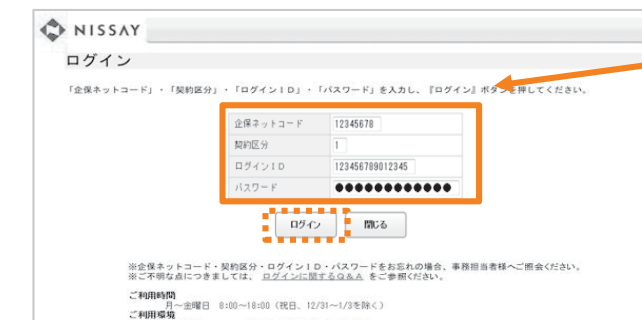 NISSAY
ログイン
「企保ネットコード」・「契約区分」・「ログインＩＤ」・「パスワード」を入力し、『ログイン』ボタンを押してください。
企保ネットコード 12345678
契約区分 1
ログインＩＤ 123456789012345
パスワード ●●●●●●●●●●●●
ログイン 閉じる
※企保ネットコード・契約区分・ログインＩＤ・パスワードをお忘れの場合、事務担当者様へご照会ください。
※ご不明な点につきましては、 ログインに関するＱ＆Ａ をご参照ください。
ご利用時間
月～金曜日 8:00～18:00（祝日、12/31～1/3を除く）
ご利用環境